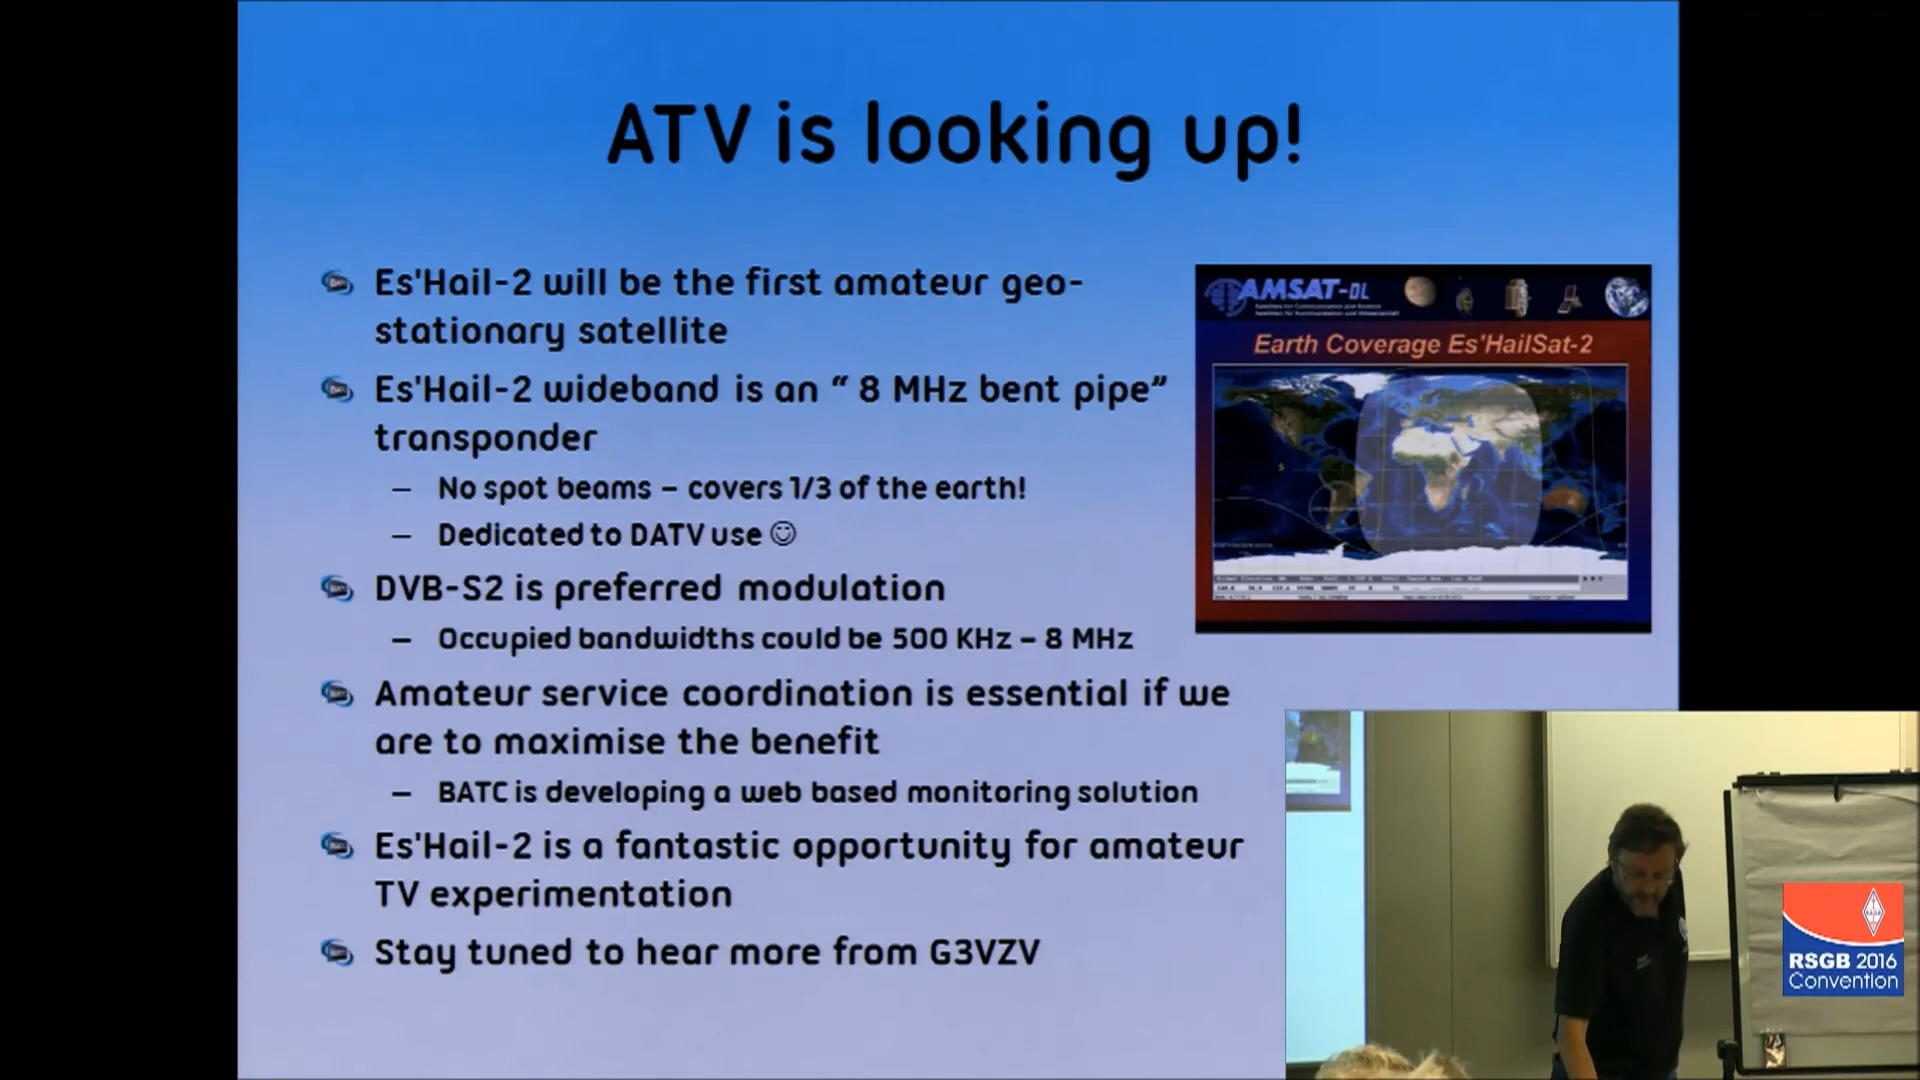 ATV is looking up!
Es'Hail-2 will be the first amateur geo-
stationary satellite
Es'Hail-2 wideband is an “ 8 MHz bent pipe”
transponder
– No spot beams – covers 1/3 of the earth!
– Dedicated to DATV use ☺
DVB-S2 is preferred modulation
– Occupied bandwidths could be 500 KHz – 8 MHz
Amateur service coordination is essential if we
are to maximise the benefit
– BATC is developing a web based monitoring solution
Es'Hail-2 is a fantastic opportunity for amateur
TV experimentation
Stay tuned to hear more from G3VZV
AMSAT-DL
Earth Coverage Es'HailSat-2
RSGB 2016
Convention